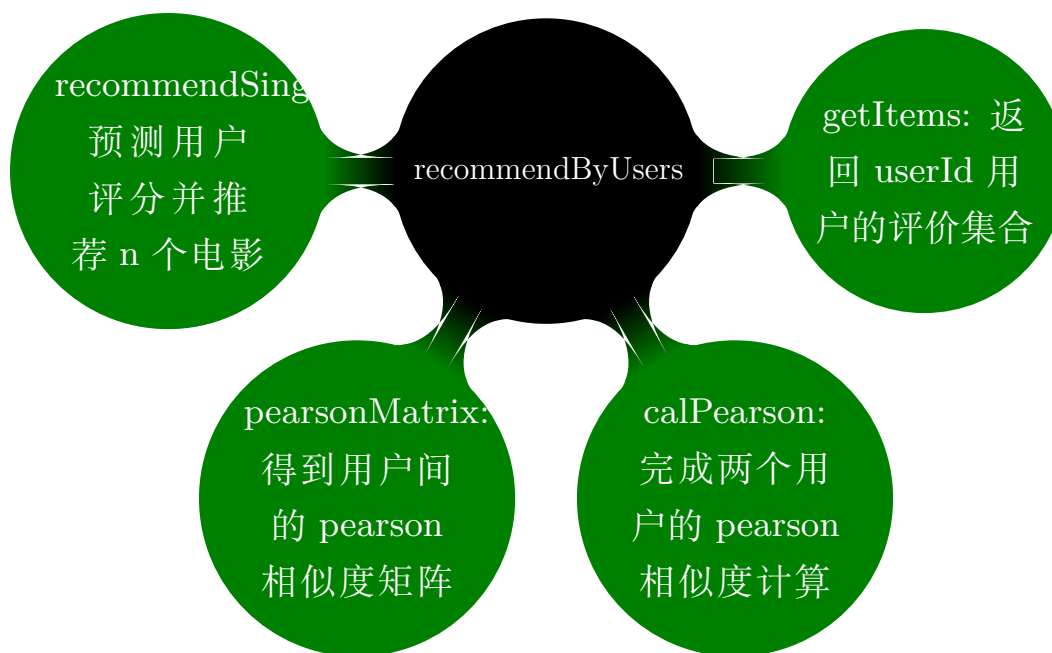 recommendSing
预测用户
评分并推
荐 n 个电影
recommendByUsers
getItems: 返
回 userId 用
户的评价集合
pearsonMatrix:
得到用户间
的 pearson
相似度矩阵
calPearson:
完成两个用
户的 pearson
相似度计算